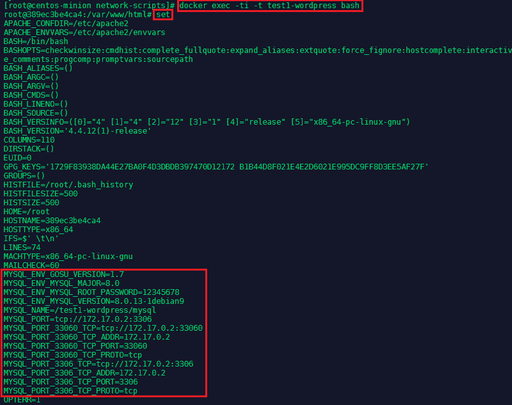 [root@centos-minion network-scripts]# docker exec -ti -t test1-wordpress bash
root@389ec3be4ca4:/var/www/html# set
APACHE_CONFDIR=/etc/apache2
APACHE_ENVVARS=/etc/apache2/envvars
BASH=/bin/bash
BASHOPTS=checkwinsize:cmdhist:complete_fullquote:expand_aliases:extquote:force_fignore:hostcomplete:interactiv
e_comments:progcomp:promptvars:sourcepath
BASH_ALIASES=()
BASH_ARGC=()
BASH_ARGV=()
BASH_CMDS=()
BASH_LINENO=()
BASH_SOURCE=()
BASH_VERSINFO=([0]="4" [1]="4" [2]="12" [3]="1" [4]="release" [5]="x86_64-pc-linux-gnu")
BASH_VERSION='4.4.12(1)-release'
COLUMNS=110
DIRSTACK=()
EUID=0
GPG_KEYS='1729F83938DA44E27BA0F4D3DBDB397470D12172 B1B44D8F021E4E2D6021E995DC9FF8D3EE5AF27F'
GROUPS=()
HISTFILE=/root/.bash_history
HISTFILESIZE=500
HISTSIZE=500
HOME=/root
HOSTNAME=389ec3be4ca4
HOSTTYPE=x86_64
IFS=$' \t\n'
LINES=74
MACHTYPE=x86_64-pc-linux-gnu
MAILCHECK=60
MYSQL_ENV_GOSU_VERSION=1.7
MYSQL_ENV_MYSQL_MAJOR=8.0
MYSQL_ENV_MYSQL_ROOT_PASSWORD=12345678
MYSQL_ENV_MYSQL_VERSION=8.0.13-1debian9
MYSQL_NAME=/test1-wordpress/mysql
MYSQL_PORT=tcp://172.17.0.2:3306
MYSQL_PORT_33060_TCP=tcp://172.17.0.2:33060
MYSQL_PORT_33060_TCP_ADDR=172.17.0.2
MYSQL_PORT_33060_TCP_PORT=33060
MYSQL_PORT_33060_TCP_PROTO=tcp
MYSQL_PORT_3306_TCP=tcp://172.17.0.2:3306
MYSQL_PORT_3306_TCP_ADDR=172.17.0.2
MYSQL_PORT_3306_TCP_PORT=3306
MYSQL_PORT_3306_TCP_PROTO=tcp
OPTERR=1